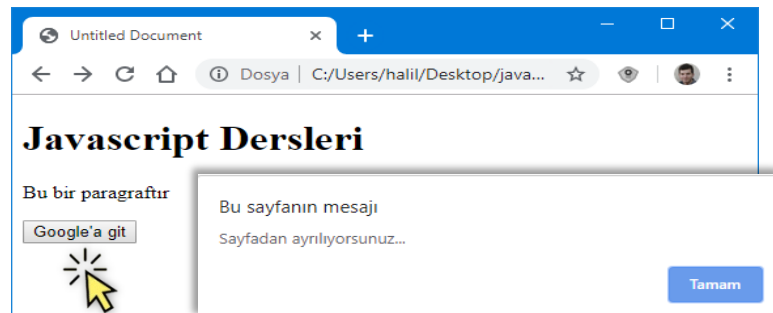 Untitled Document
Dosya | C:/Users/halil/Desktop/java...
Javascript Dersleri
Bu bir paragraftır
Google'a git
Bu sayfanın mesajı
Sayfadan ayrılıyorsunuz...
Tamam